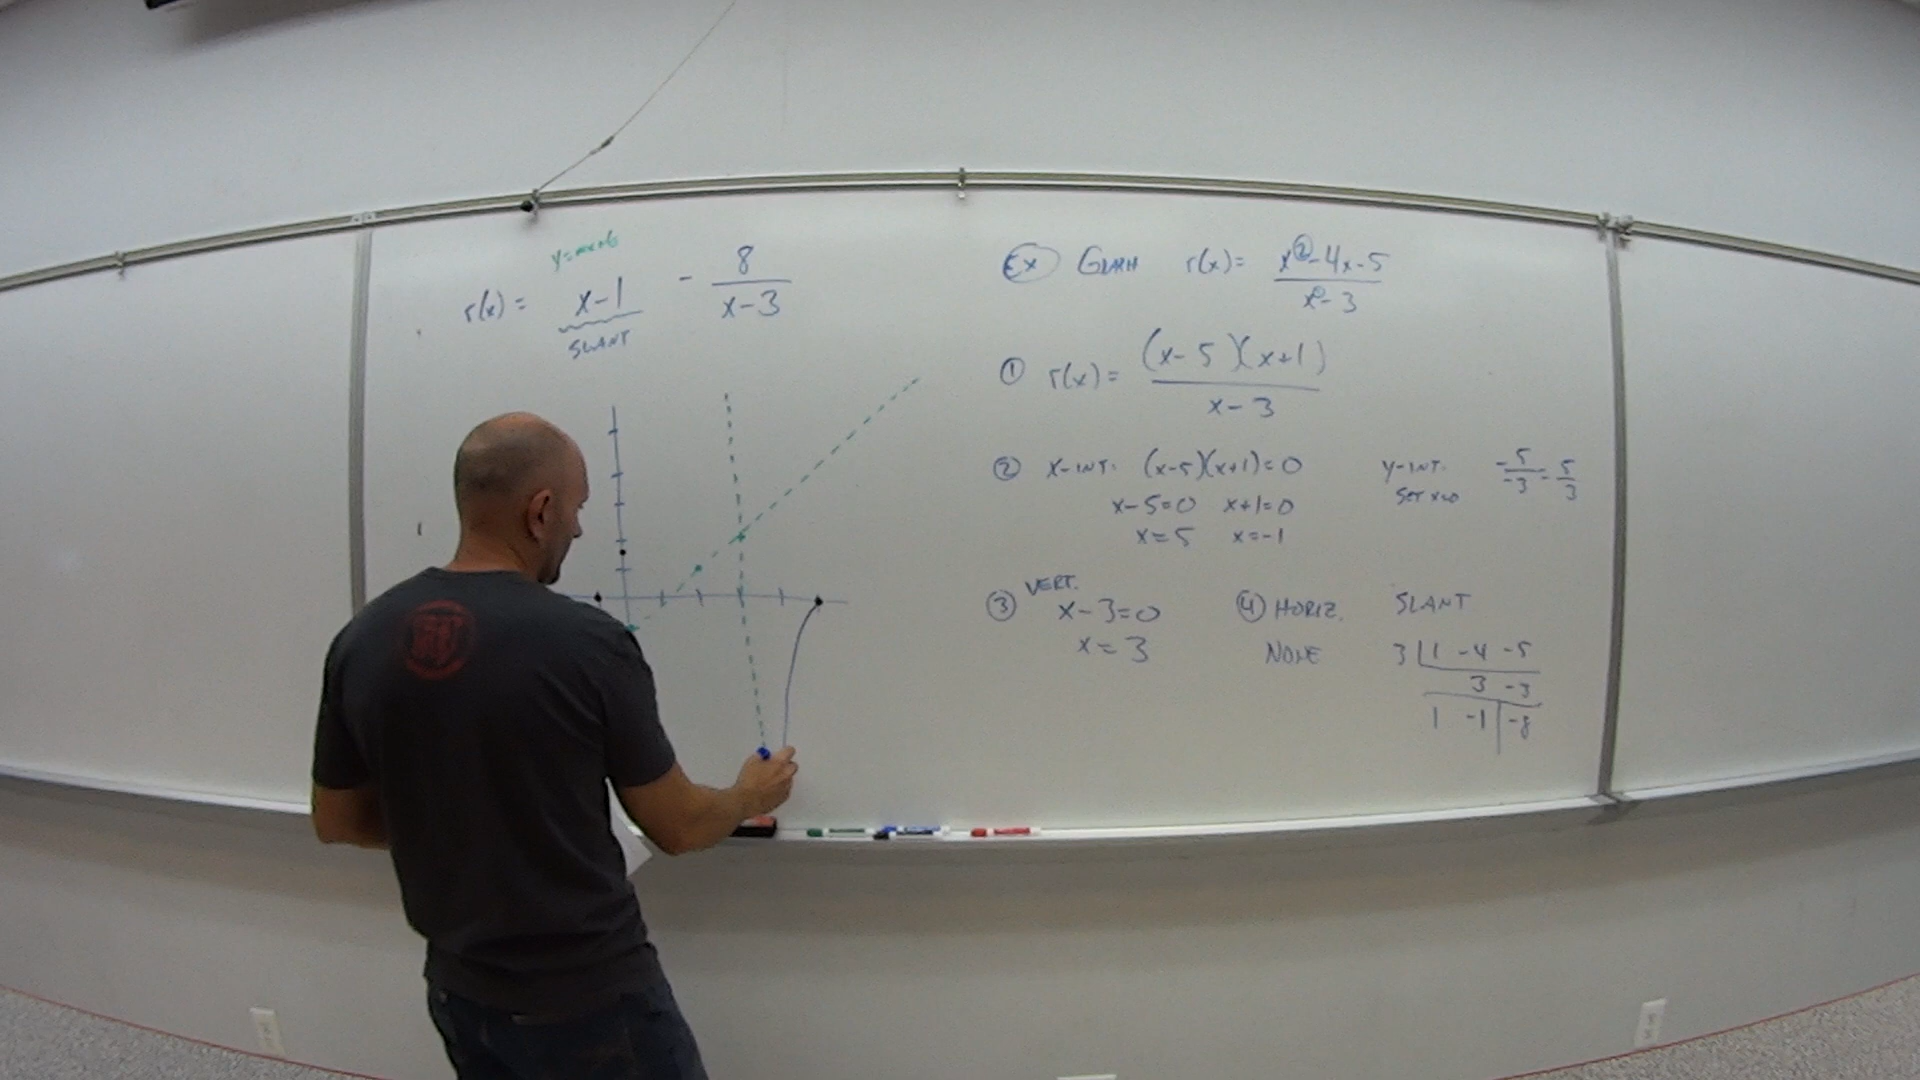 y=mx+b
r(x) = x-1 - 8/(x-3)
SLANT
Ex GRAPH r(x)= (x²-4x-5)/(x-3)
① r(x)= (x-5)(x+1)/(x-3)
② X-INT: (x-5)(x+1)=0
x-5=0 x+1=0
x=5 x=-1
Y-INT. -5/-3 = 5/3
SET x=0
③ VERT.
x-3=0
x=3
④ HORIZ.
NONE
SLANT
3 | 1 -4 -5
3 -3
1 -1 | -8